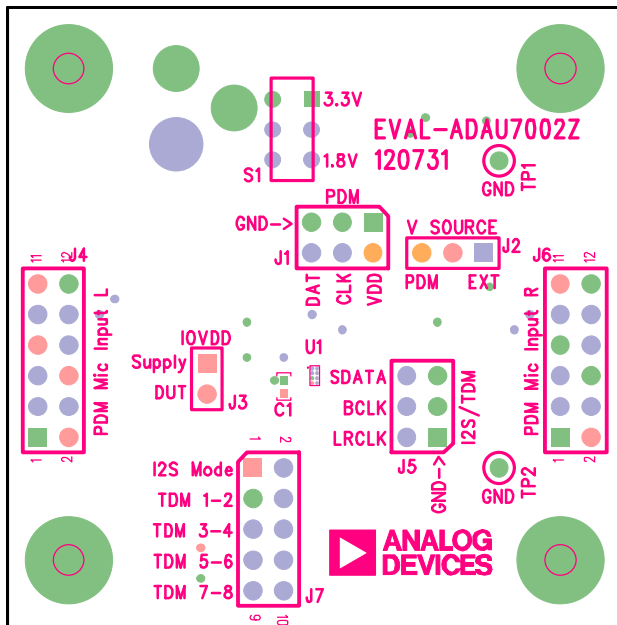 3.3V
EVAL-ADAU7002Z
120731
1.8V
S1
TP1
GND
PDM
GND->
J1
DAT
CLK
VDD
V SOURCE
J2
PDM
EXT
J4
11
12
PDM Mic Input L
1
2
J6
11
12
PDM Mic Input R
1
2
IOVDD
Supply
DUT
J3
U1
C1
SDATA
BCLK
LRCLK
J5
I2S/TDM
GND->
TP2
GND
1
2
I2S Mode
TDM 1-2
TDM 3-4
TDM 5-6
TDM 7-8
J7
9
10
ANALOG
DEVICES